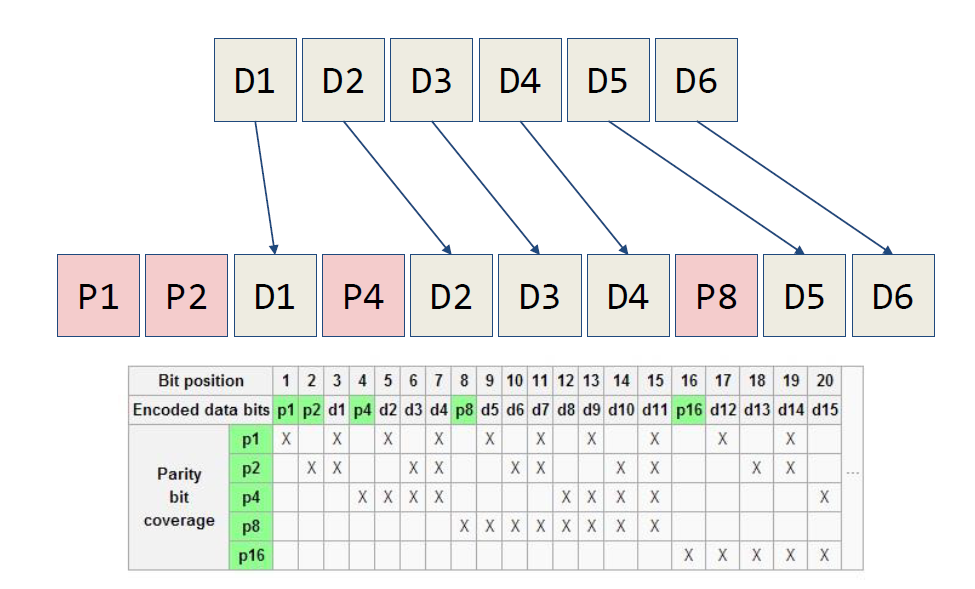 D1 D2 D3 D4 D5 D6
P1 P2 D1 P4 D2 D3 D4 P8 D5 D6
Bit position 1 2 3 4 5 6 7 8 9 10 11 12 13 14 15 16 17 18 19 20
Encoded data bits p1 p2 d1 p4 d2 d3 d4 p8 d5 d6 d7 d8 d9 d10 d11 p16 d12 d13 d14 d15
Parity bit coverage
p1 X X X X X X X X X X
p2 X X X X X X X X X X
p4 X X X X X X X X X
p8 X X X X X X X X
p16 X X X X X
...